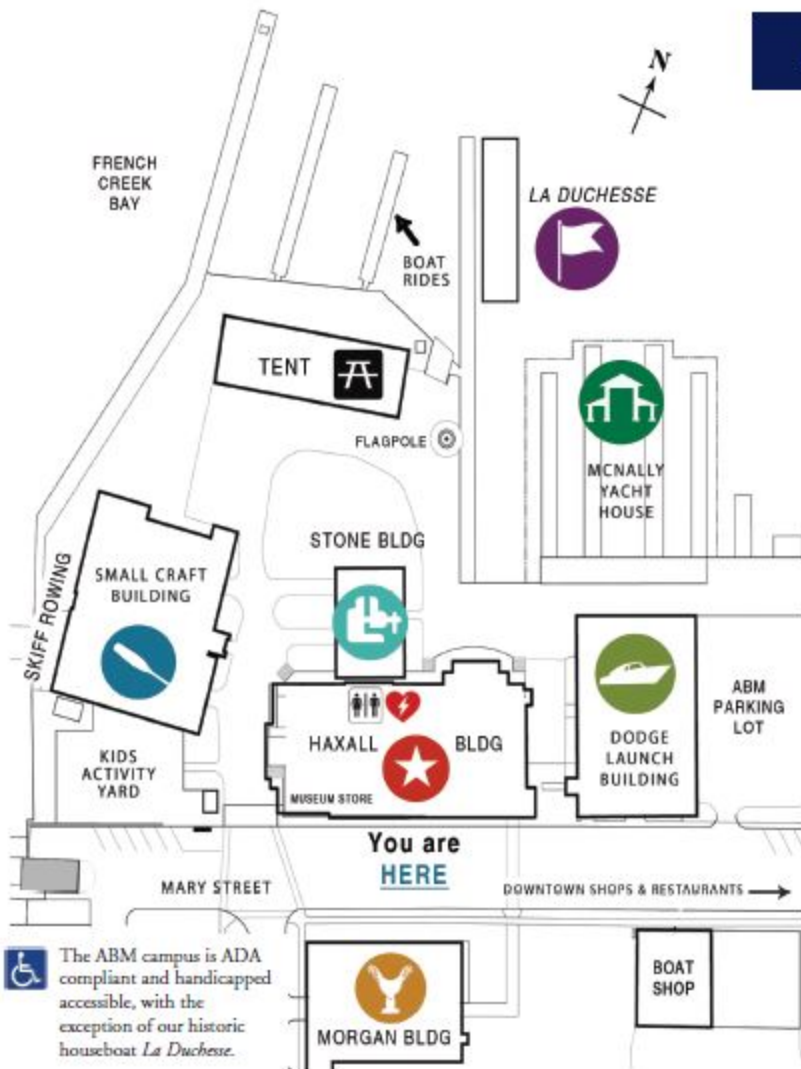 N
FRENCH
CREEK
BAY
LA DUCHESSE
BOAT
RIDES
TENT
FLAGPOLE
MCNALLY
YACHT
HOUSE
STONE BLDG
SMALL CRAFT
BUILDING
SKIFF ROWING
ABM
PARKING
LOT
HAXALL BLDG
DODGE
LAUNCH
BUILDING
KIDS
ACTIVITY
YARD
MUSEUM STORE
You are
HERE
MARY STREET
DOWNTOWN SHOPS & RESTAURANTS
The ABM campus is ADA
compliant and handicapped
accessible, with the
exception of our historic
houseboat La Duchesse.
BOAT
SHOP
MORGAN BLDG